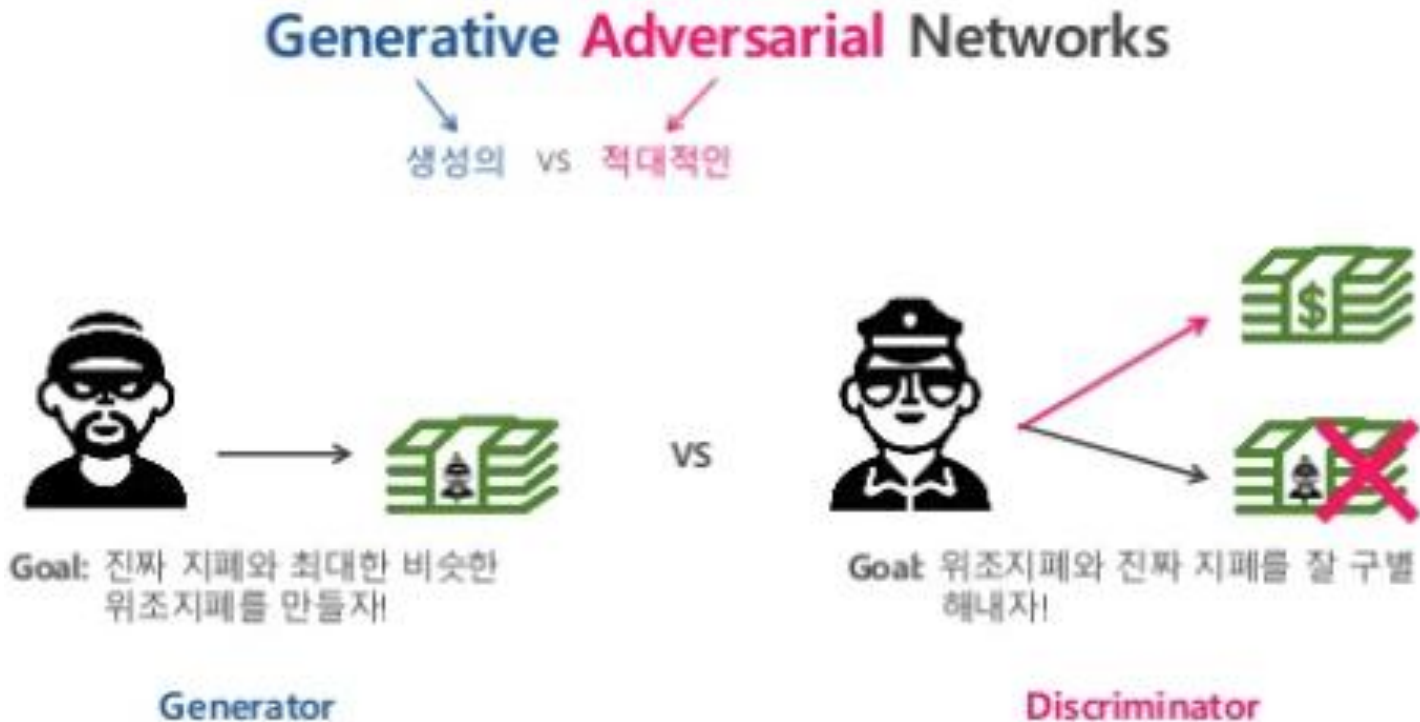 Generative Adversarial Networks
생성의 vs 적대적인
$
vs
Goal: 진짜 지폐와 최대한 비슷한
위조지폐를 만들자!
Goal: 위조지폐와 진짜 지폐를 잘 구별
해내자!
Generator
Discriminator